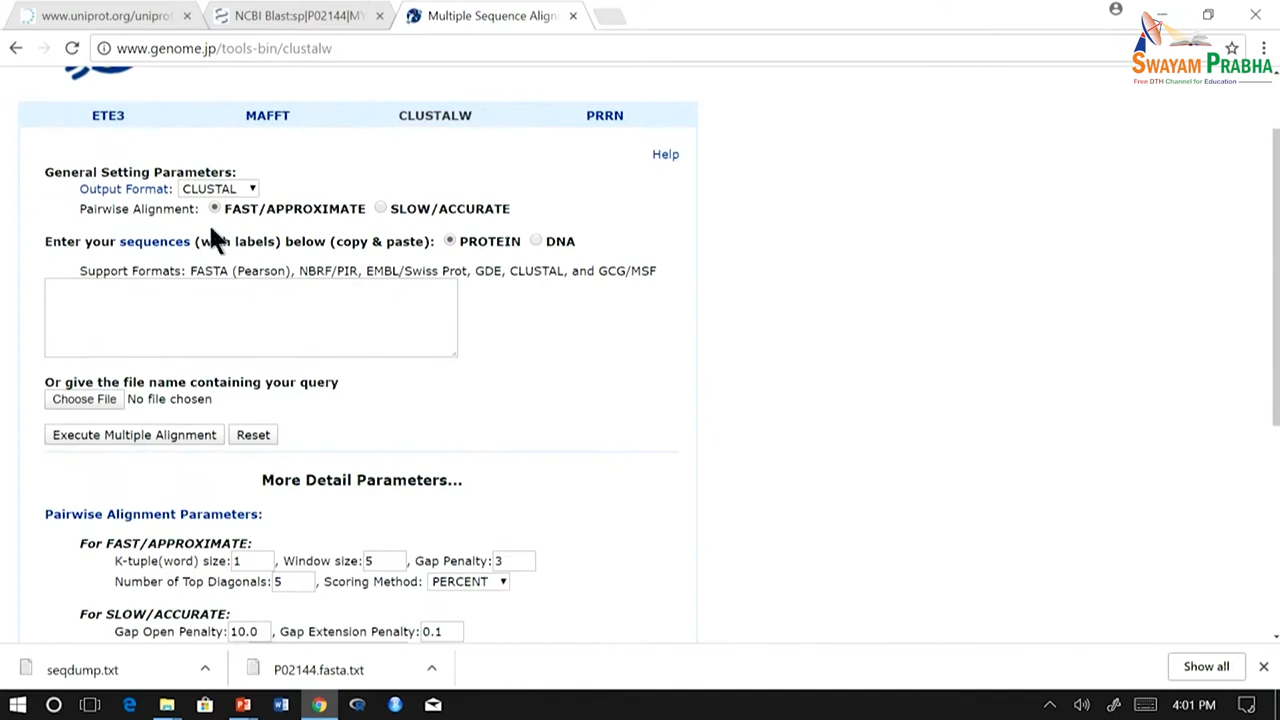 www.uniprot.org/uniprot
NCBI Blast:sp|P02144|MY
Multiple Sequence Align
www.genome.jp/tools-bin/clustalw
SWAYAM PRABHA
Free DTH Channel for Education
ETE3 MAFFT CLUSTALW PRRN
Help
General Setting Parameters:
Output Format: CLUSTAL
Pairwise Alignment: FAST/APPROXIMATE SLOW/ACCURATE
Enter your sequences (with labels) below (copy & paste): PROTEIN DNA
Support Formats: FASTA (Pearson), NBRF/PIR, EMBL/Swiss Prot, GDE, CLUSTAL, and GCG/MSF
Or give the file name containing your query
Choose File No file chosen
Execute Multiple Alignment Reset
More Detail Parameters...
Pairwise Alignment Parameters:
For FAST/APPROXIMATE:
K-tuple(word) size: 1 , Window size: 5 , Gap Penalty: 3
Number of Top Diagonals: 5 , Scoring Method: PERCENT
For SLOW/ACCURATE:
Gap Open Penalty: 10.0 , Gap Extension Penalty: 0.1
seqdump.txt P02144.fasta.txt Show all
4:01 PM